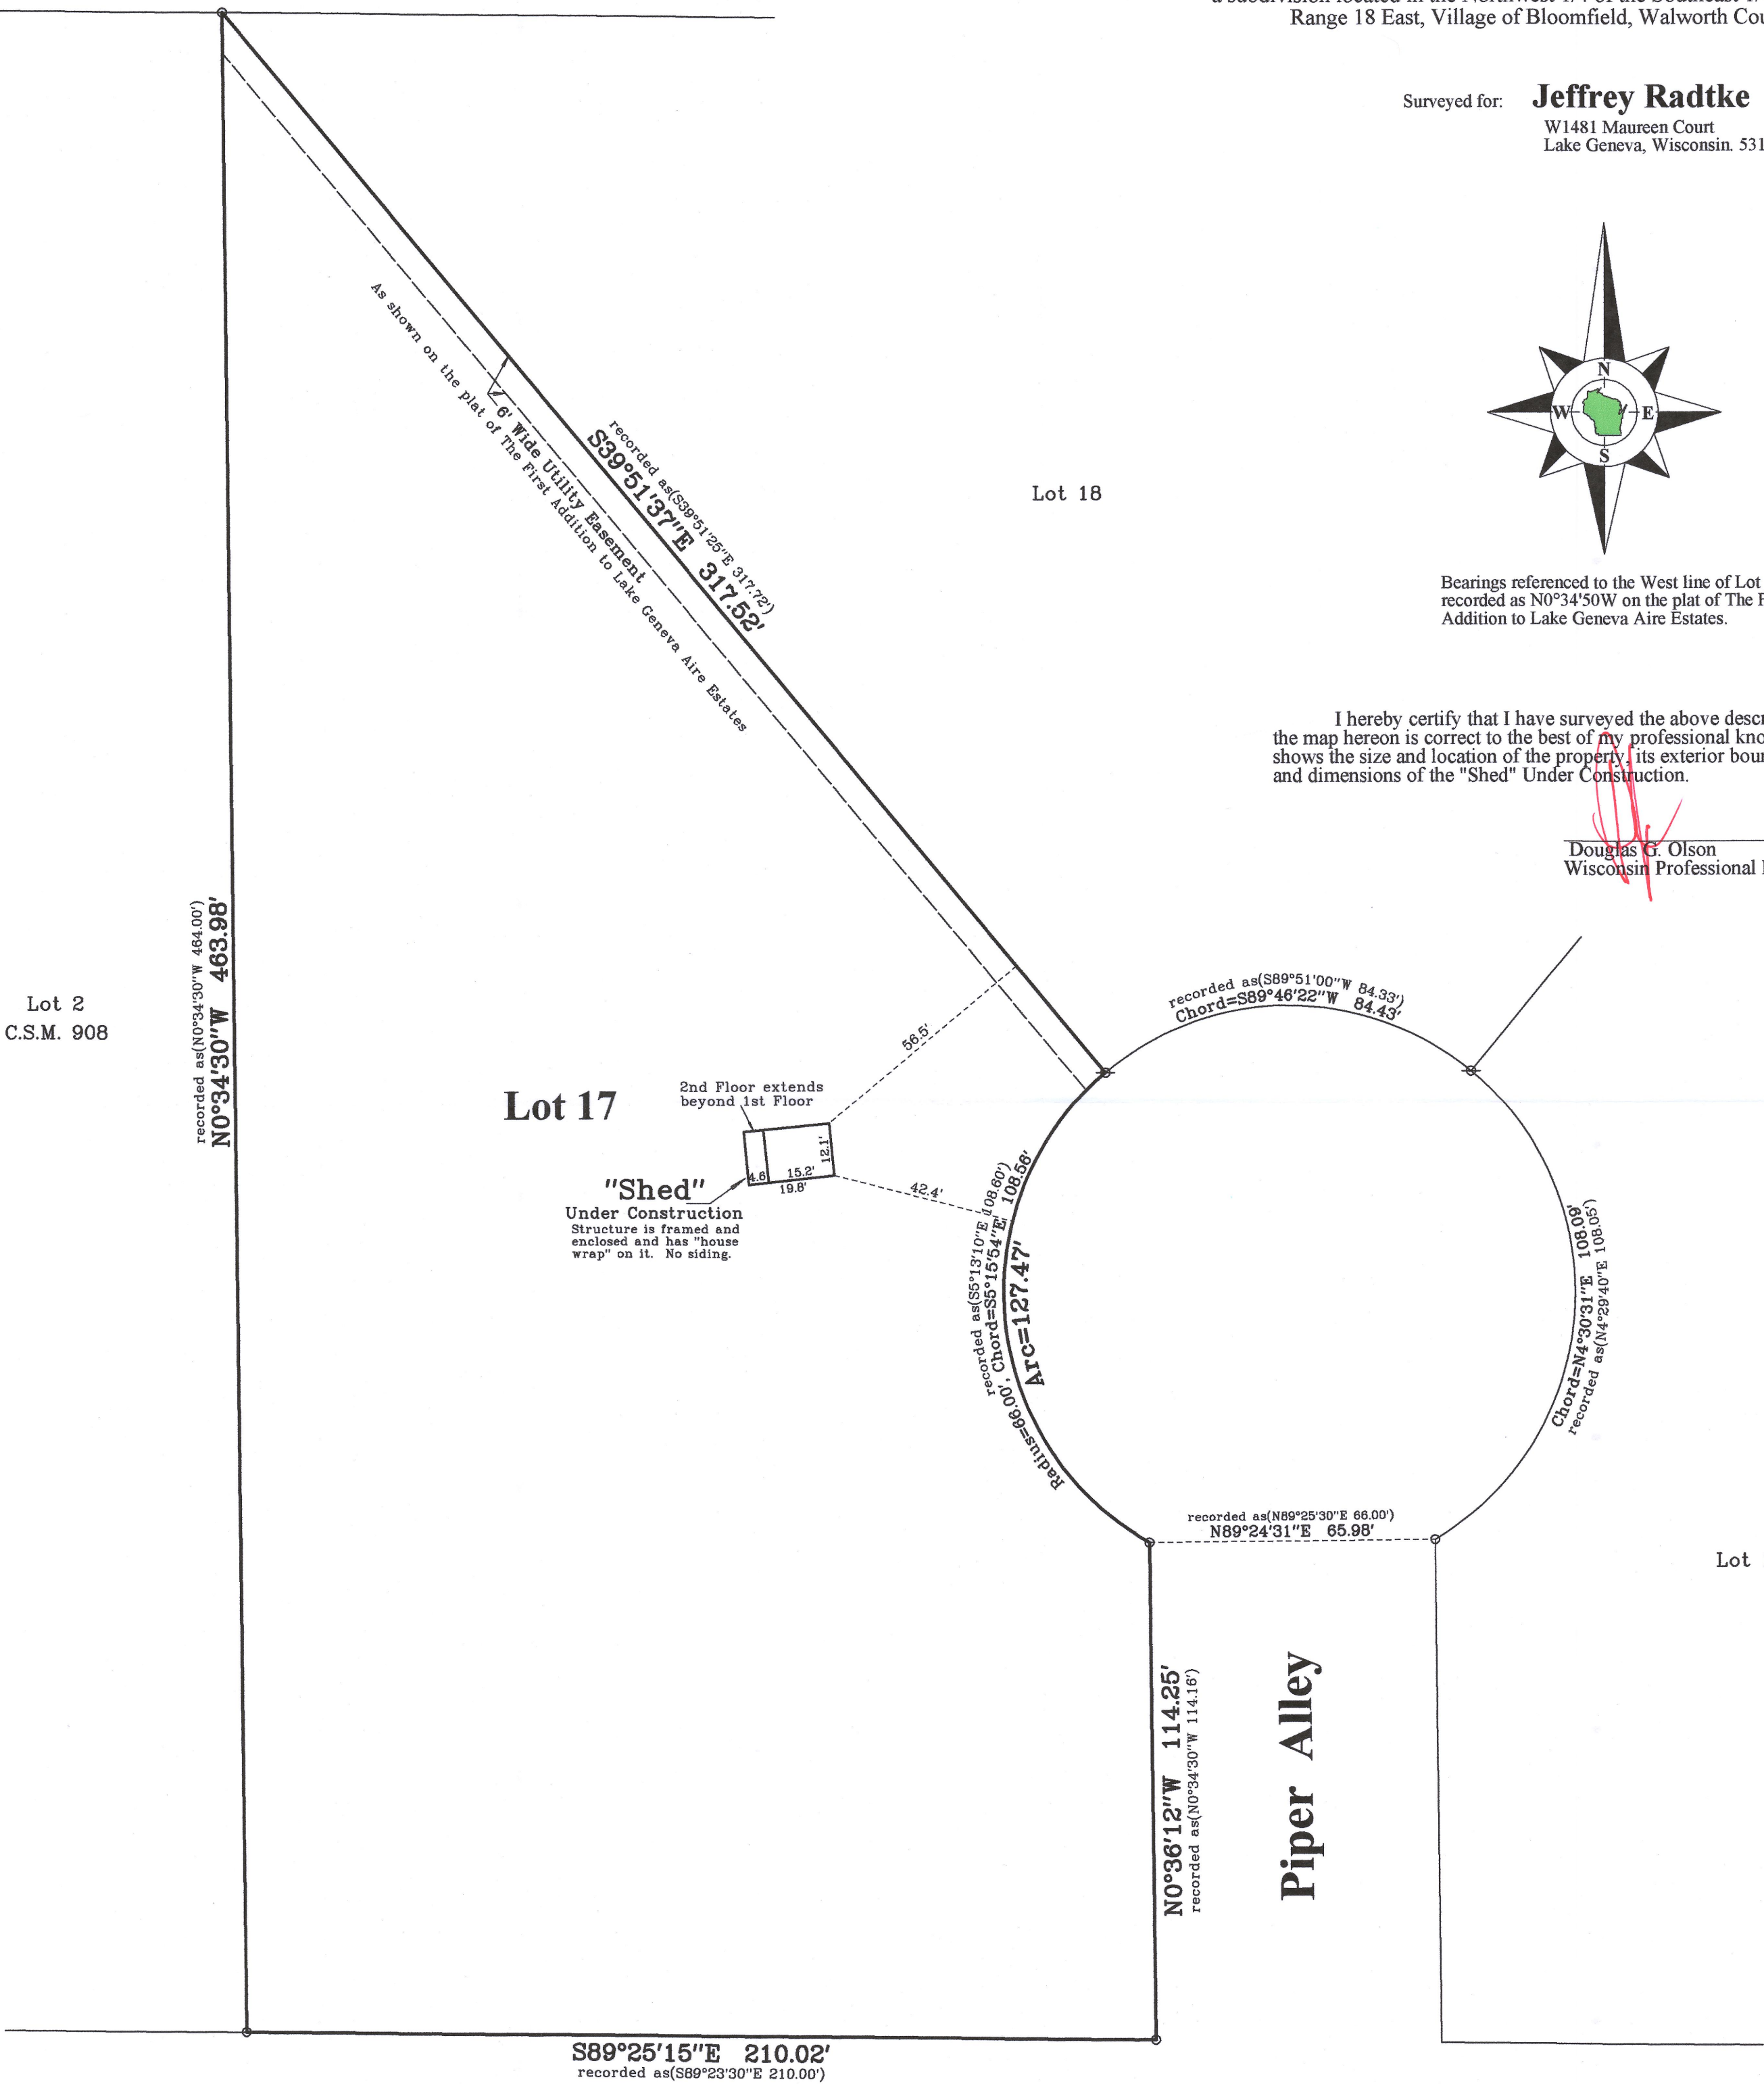 Range 18 East, Village of Bloomfield, Walworth
Surveyed for: Jeffrey Radtke
W1481 Maureen Court
Lake Geneva, Wisconsin. 531
N
W E
S
Bearings referenced to the West line of Lot
recorded as N0°34'50W on the plat of The
Addition to Lake Geneva Aire Estates.
I hereby certify that I have surveyed the above
the map hereon is correct to the best of my professional
shows the size and location of the property, its exterior
and dimensions of the "Shed" Under Construction.
Douglas G. Olson
Wisconsin Professional
As shown on the plat of The First Addition to Lake Geneva Aire Estates
6' Wide Utility Easement
recorded as(S39°51'25"E 317.72')
S39°51'37"E 317.52'
Lot 18
recorded as(N0°34'30"W 464.00')
N0°34'30"W 463.98'
Lot 2
C.S.M. 908
Lot 17
2nd Floor extends
beyond 1st Floor
56.5'
12.1'
4.6
15.2'
19.8'
42.4'
"Shed"
Under Construction
Structure is framed and
enclosed and has "house
wrap" on it. No siding.
recorded as(S89°51'00"W 84.33')
Chord=S89°46'22"W 84.43'
recorded as(S5°13'10"E 108.60')
Radius=66.00', Chord=S5°15'54"E 108.56'
Arc=127.47'
Chord=N4°30'31"E 108.09'
recorded as(N4°29'40"E 108.05')
recorded as(N89°25'30"E 66.00')
N89°24'31"E 65.98'
Lot
N0°36'12"W 114.25'
recorded as(N0°34'30"W 114.16')
Piper Alley
S89°25'15"E 210.02'
recorded as(S89°23'30"E 210.00')